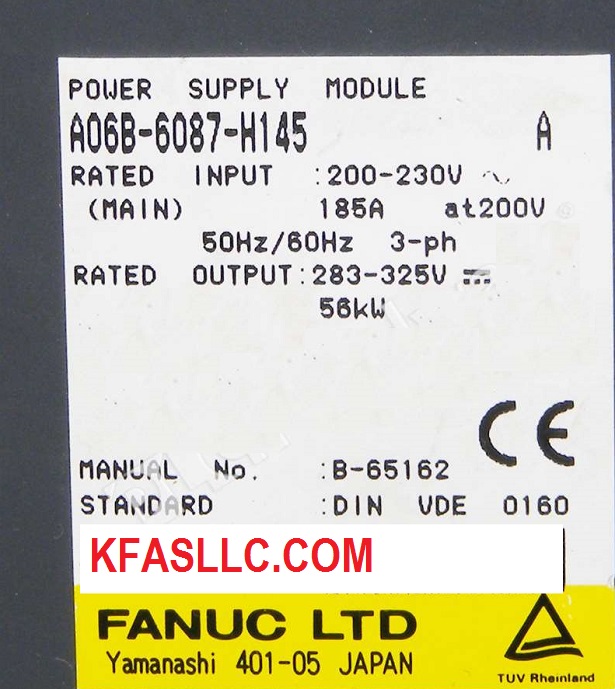 POWER SUPPLY MODULE
A06B-6087-H145 A
RATED INPUT :200-230V ~
(MAIN) 185A at200V
50Hz/60Hz 3-ph
RATED OUTPUT:283-325V ⎓
56kW
CE
MANUAL No. :B-65162
STANDARD :DIN VDE 0160
KFASLLC.COM
FANUC LTD
Yamanashi 401-05 JAPAN
TUV Rheinland